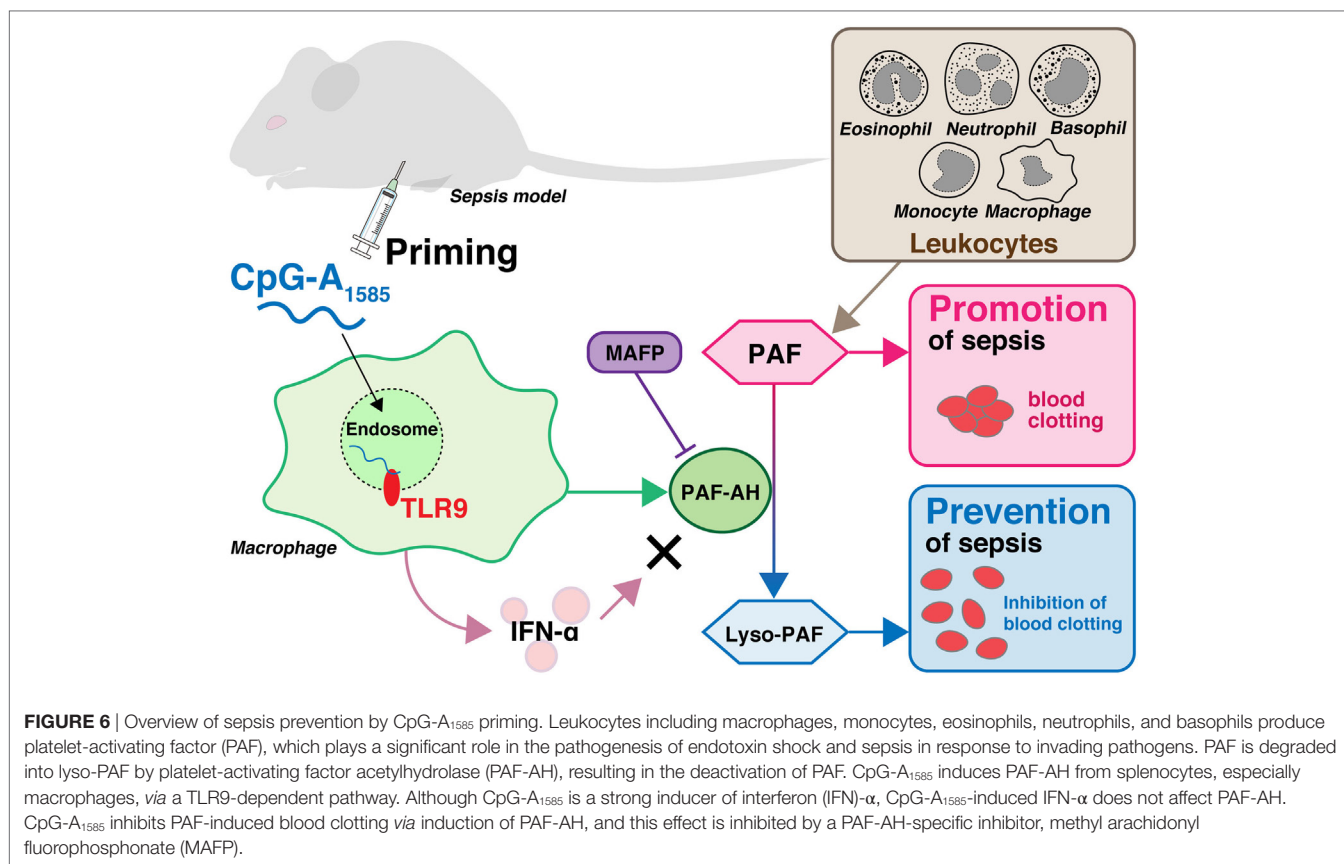 Eosinophil Neutrophil Basophil
Monocyte Macrophage
Leukocytes
Sepsis model
Priming
CpG-A₁₅₈₅
Endosome
TLR9
Macrophage
IFN-α
MAFP
PAF-AH
PAF
Lyso-PAF
Promotion
of sepsis
blood
clotting
Prevention
of sepsis
Inhibition of
blood clotting
FIGURE 6 | Overview of sepsis prevention by CpG-A₁₅₈₅ priming. Leukocytes including macrophages, monocytes, eosinophils, neutrophils, and basophils produce
platelet-activating factor (PAF), which plays a significant role in the pathogenesis of endotoxin shock and sepsis in response to invading pathogens. PAF is degraded
into lyso-PAF by platelet-activating factor acetylhydrolase (PAF-AH), resulting in the deactivation of PAF. CpG-A₁₅₈₅ induces PAF-AH from splenocytes, especially
macrophages, via a TLR9-dependent pathway. Although CpG-A₁₅₈₅ is a strong inducer of interferon (IFN)-α, CpG-A₁₅₈₅-induced IFN-α does not affect PAF-AH.
CpG-A₁₅₈₅ inhibits PAF-induced blood clotting via induction of PAF-AH, and this effect is inhibited by a PAF-AH-specific inhibitor, methyl arachidonyl
fluorophosphonate (MAFP).